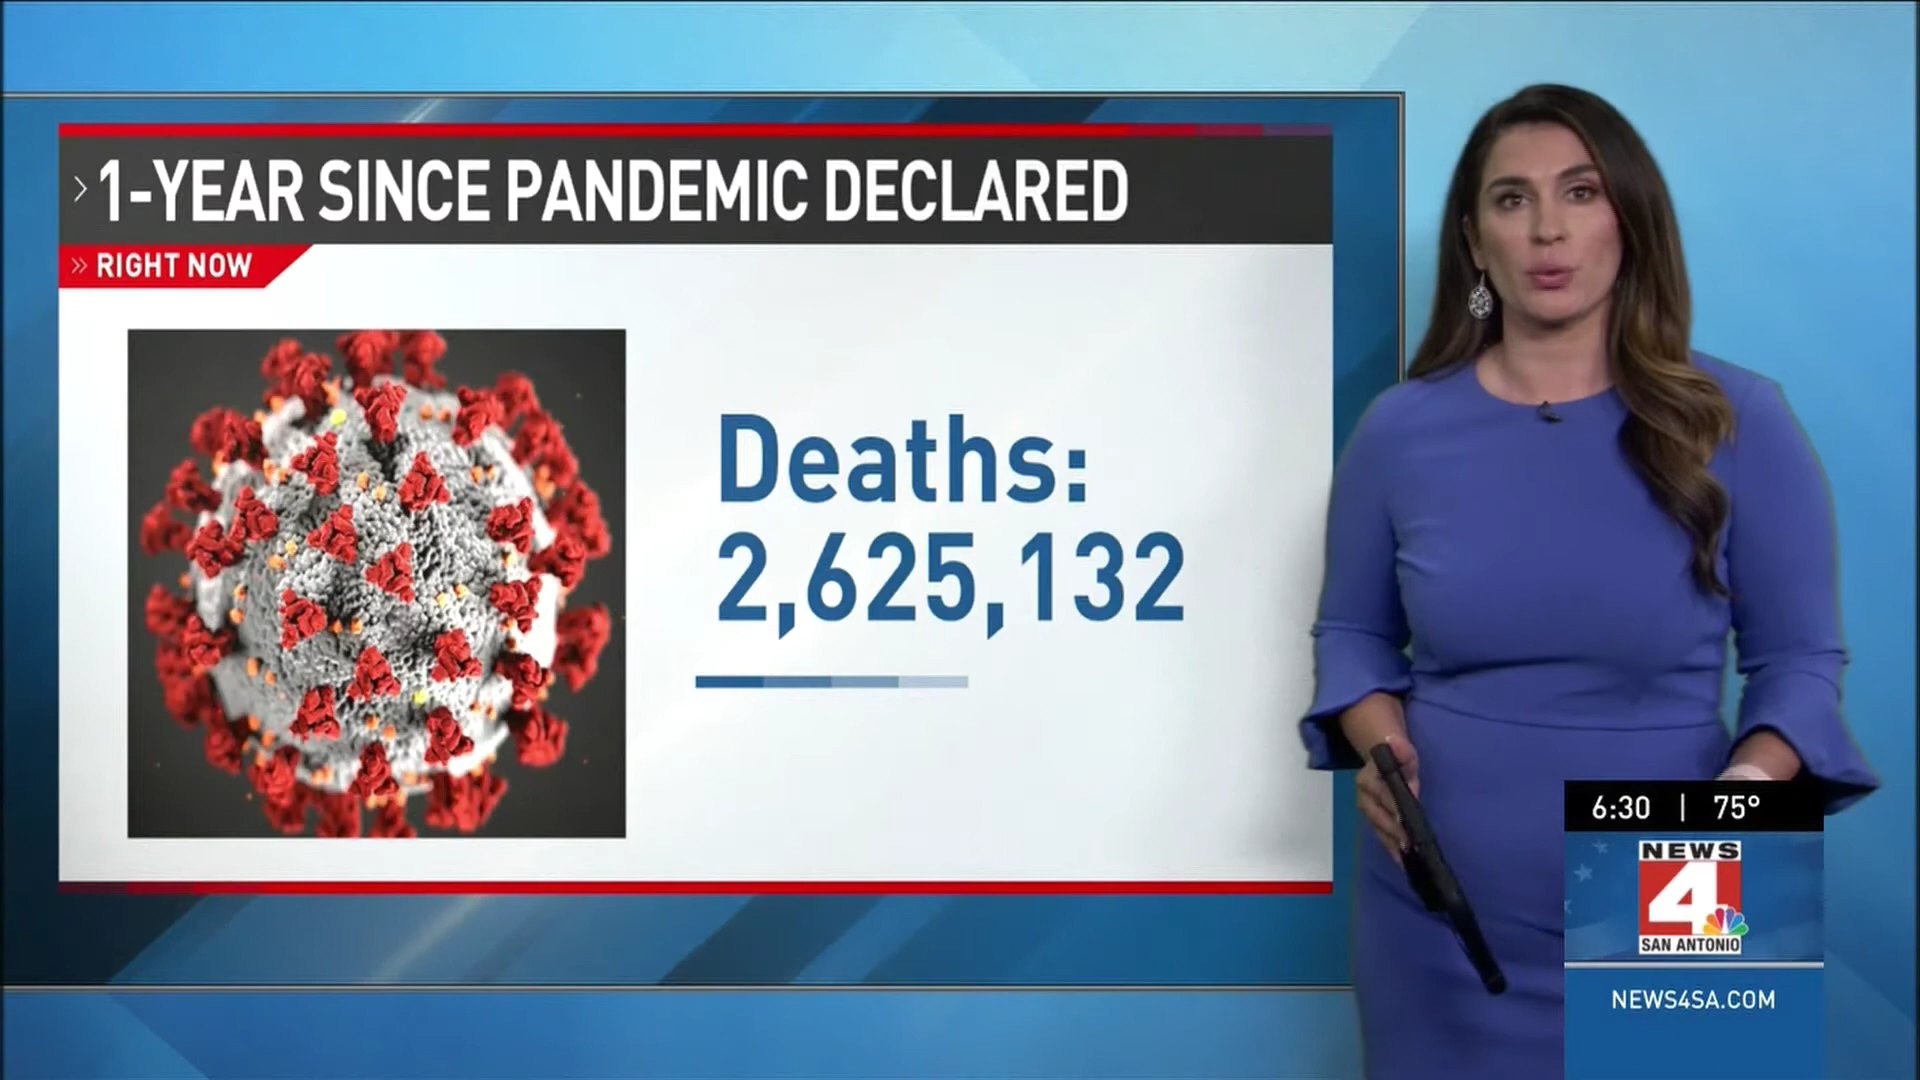 1-YEAR SINCE PANDEMIC DECLARED
RIGHT NOW
Deaths:
2,625,132
6:30 | 75°
NEWS
4
SAN ANTONIO
NEWS4SA.COM